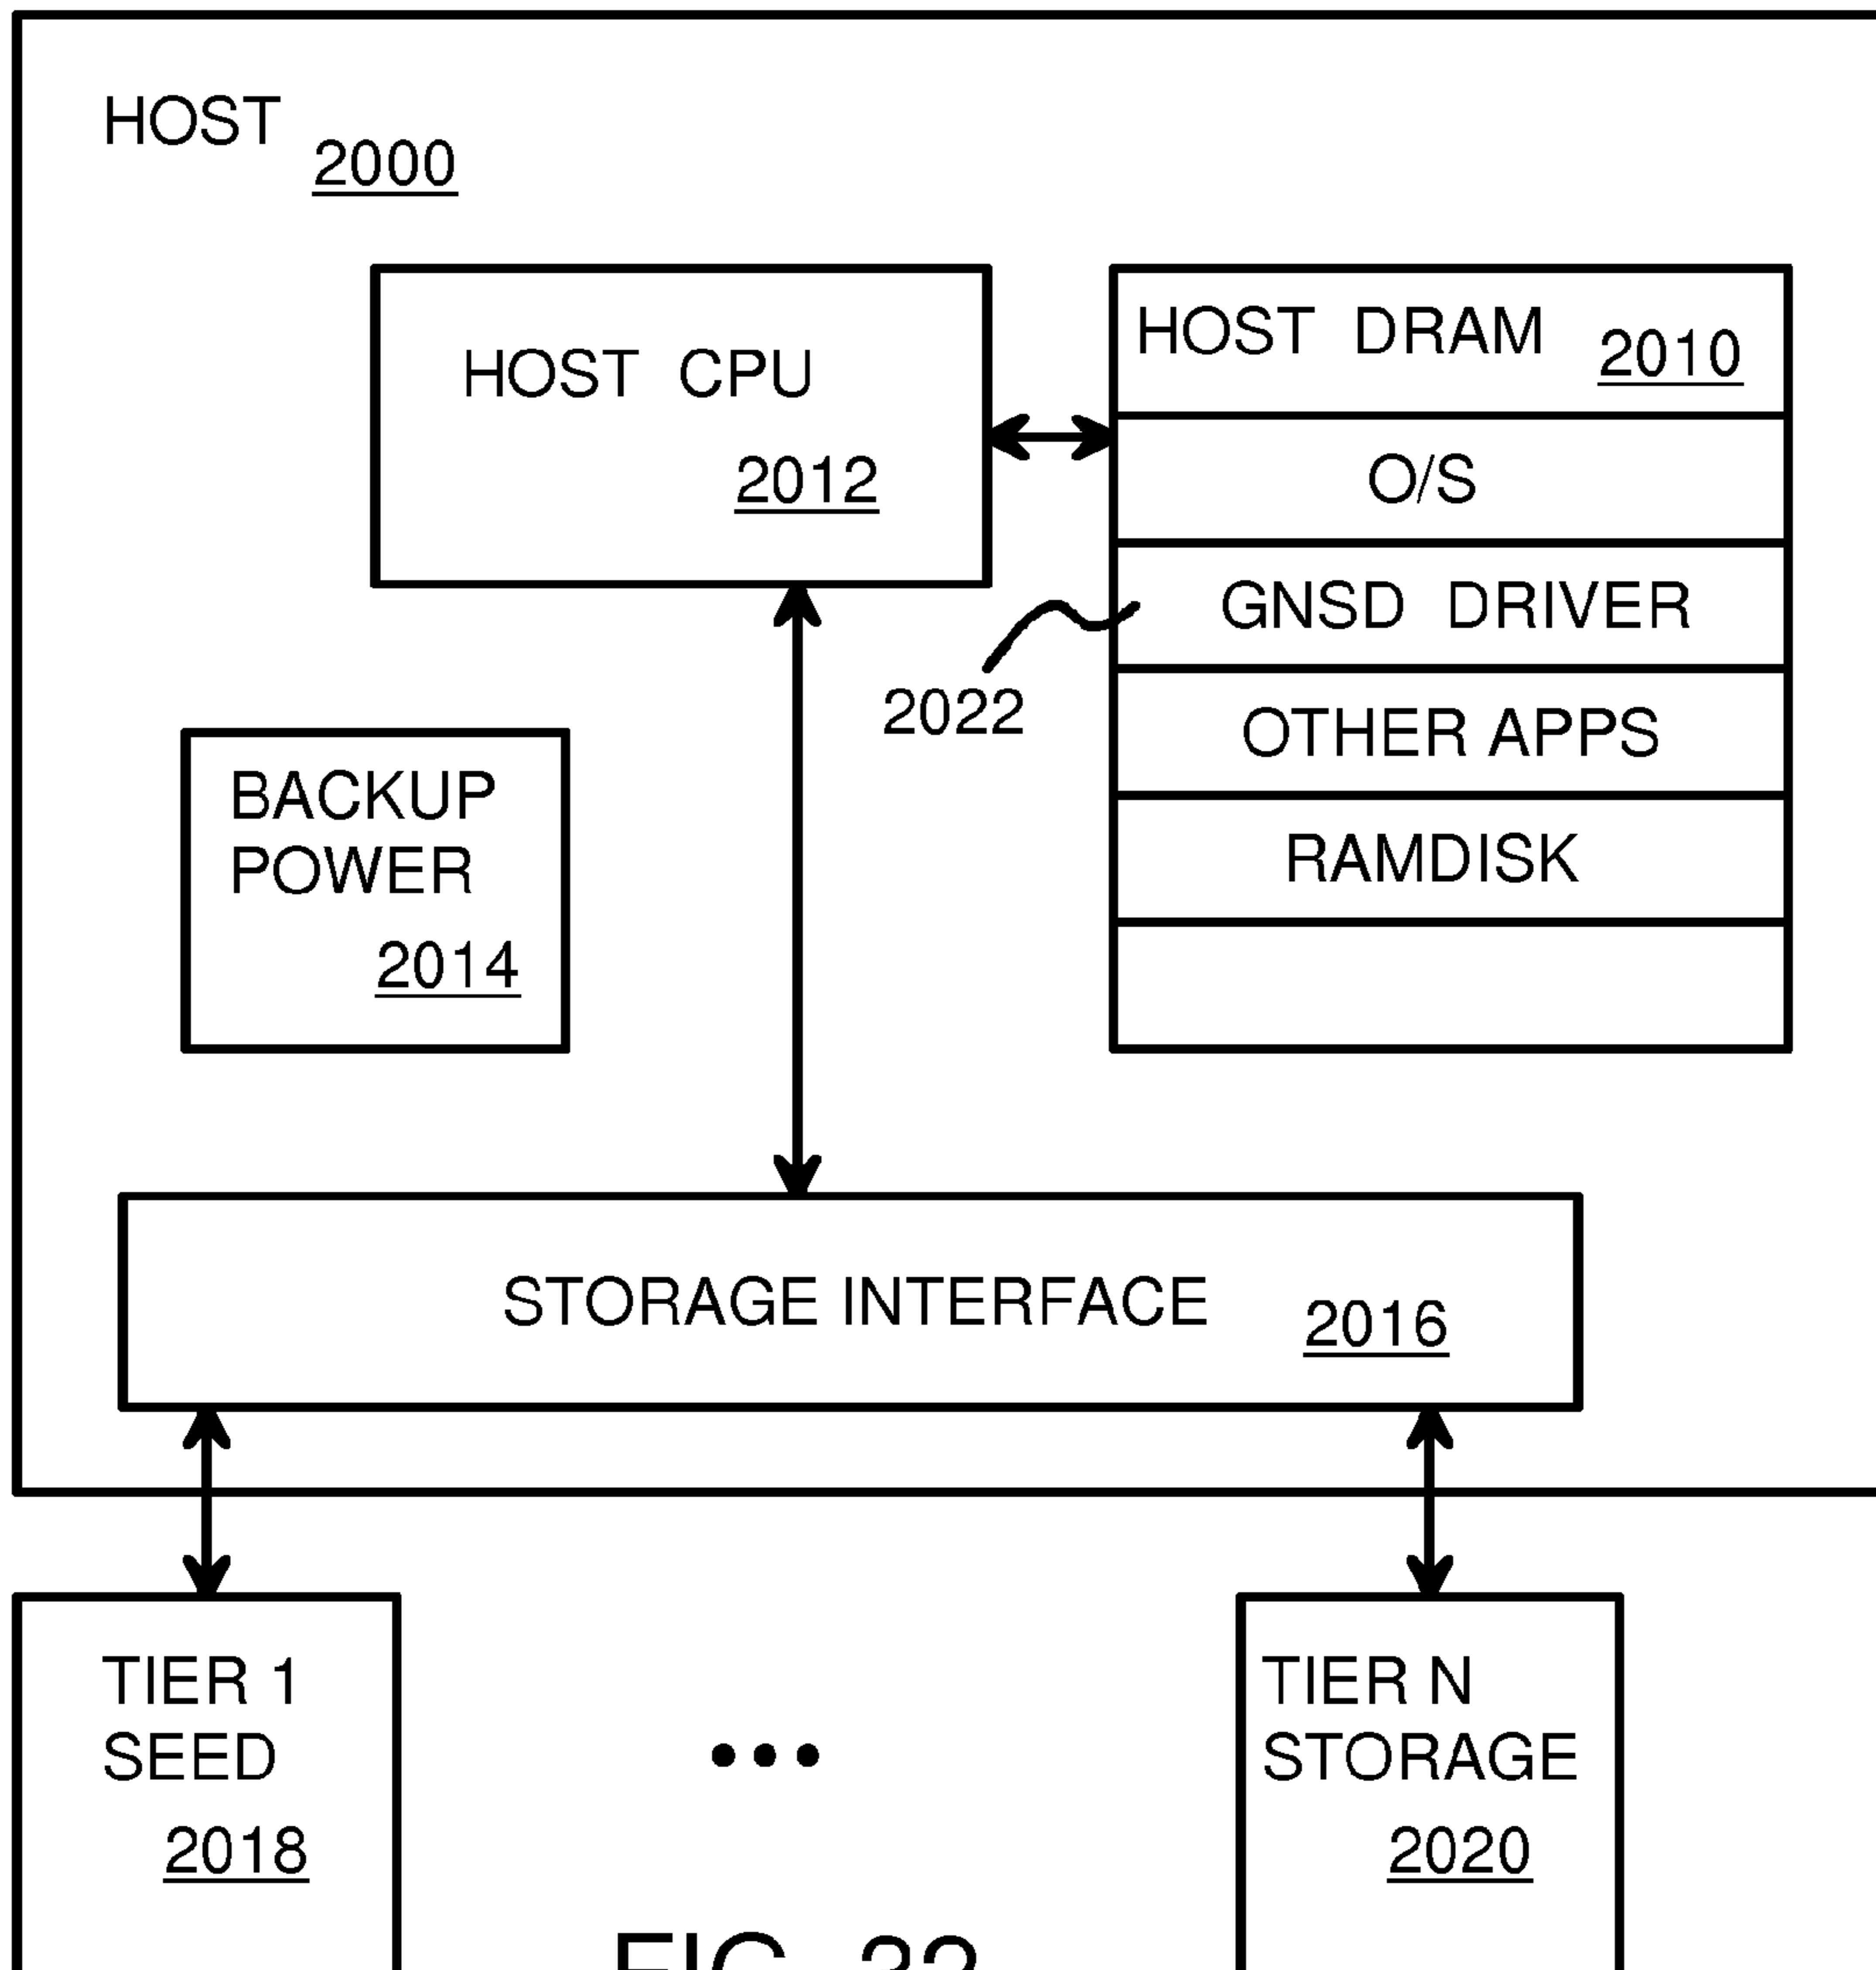 HOST 2000
HOST CPU
2012
HOST DRAM 2010
O/S
GNSD DRIVER
2022
OTHER APPS
RAMDISK
BACKUP
POWER
2014
STORAGE INTERFACE 2016
TIER 1
SEED
2018
TIER N
STORAGE
2020